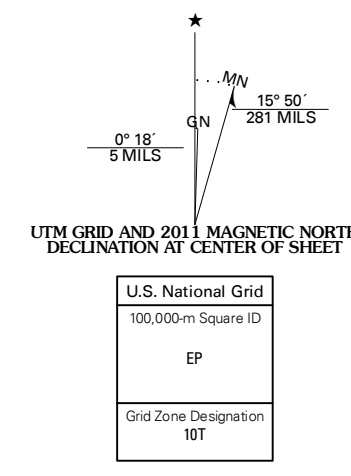 MN
GN
15° 50´
281 MILS
0° 18´
5 MILS
UTM GRID AND 2011 MAGNETIC NORTH
DECLINATION AT CENTER OF SHEET
U.S. National Grid
100,000-m Square ID
EP
Grid Zone Designation
10T